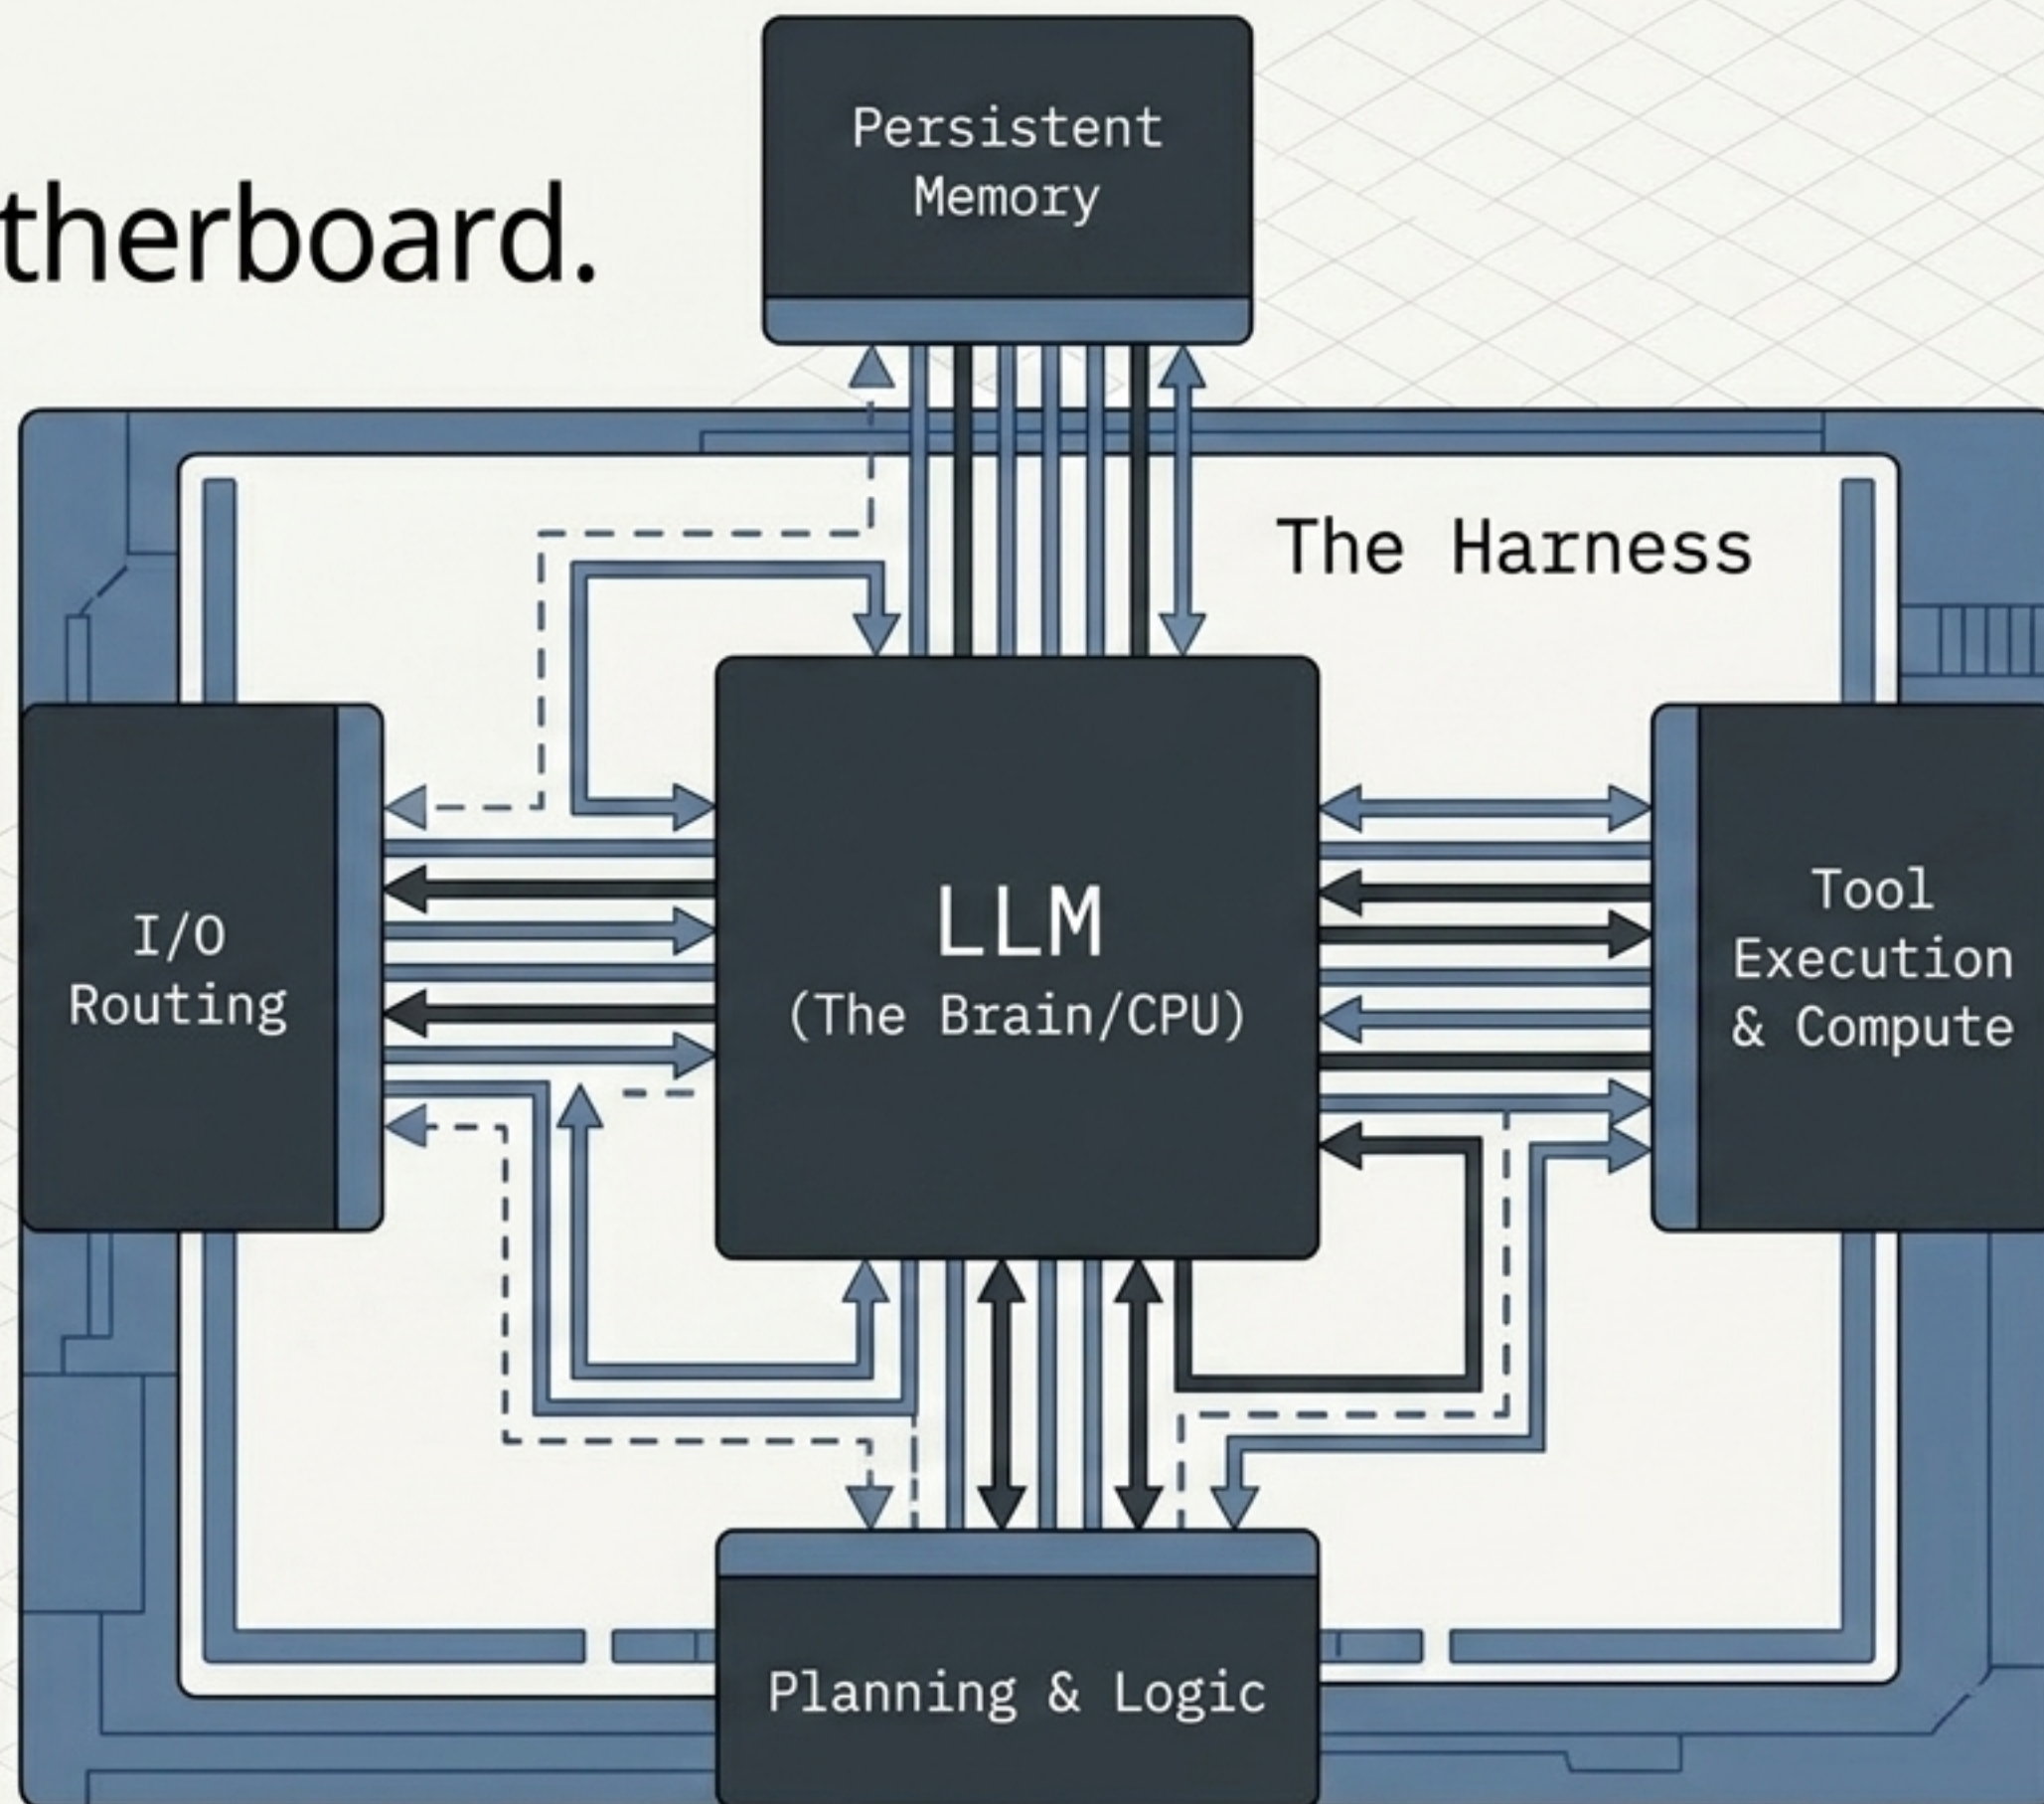 Persistent
Memory
therboard.
The Harness
I/O
Routing
LLM
(The Brain/CPU)
Tool
Execution
& Compute
Planning & Logic